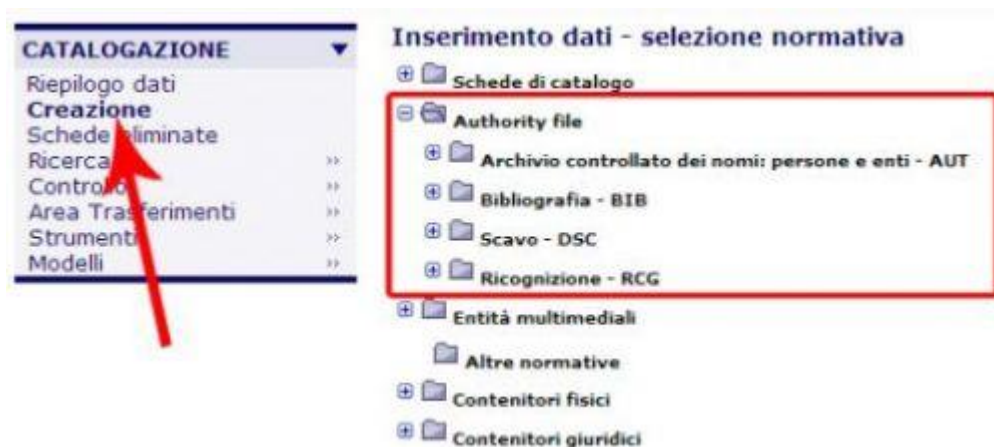 CATALOGAZIONE
Riepilogo dati
Creazione
Schede eliminate
Ricerca
Controllo
Area Trasferimenti
Strumenti
Modelli
Inserimento dati - selezione normativa
Schede di catalogo
Authority file
Archivio controllato dei nomi: persone e enti - AUT
Bibliografia - BIB
Scavo - DSC
Ricognizione - RCG
Entità multimediali
Altre normative
Contenitori fisici
Contenitori giuridici